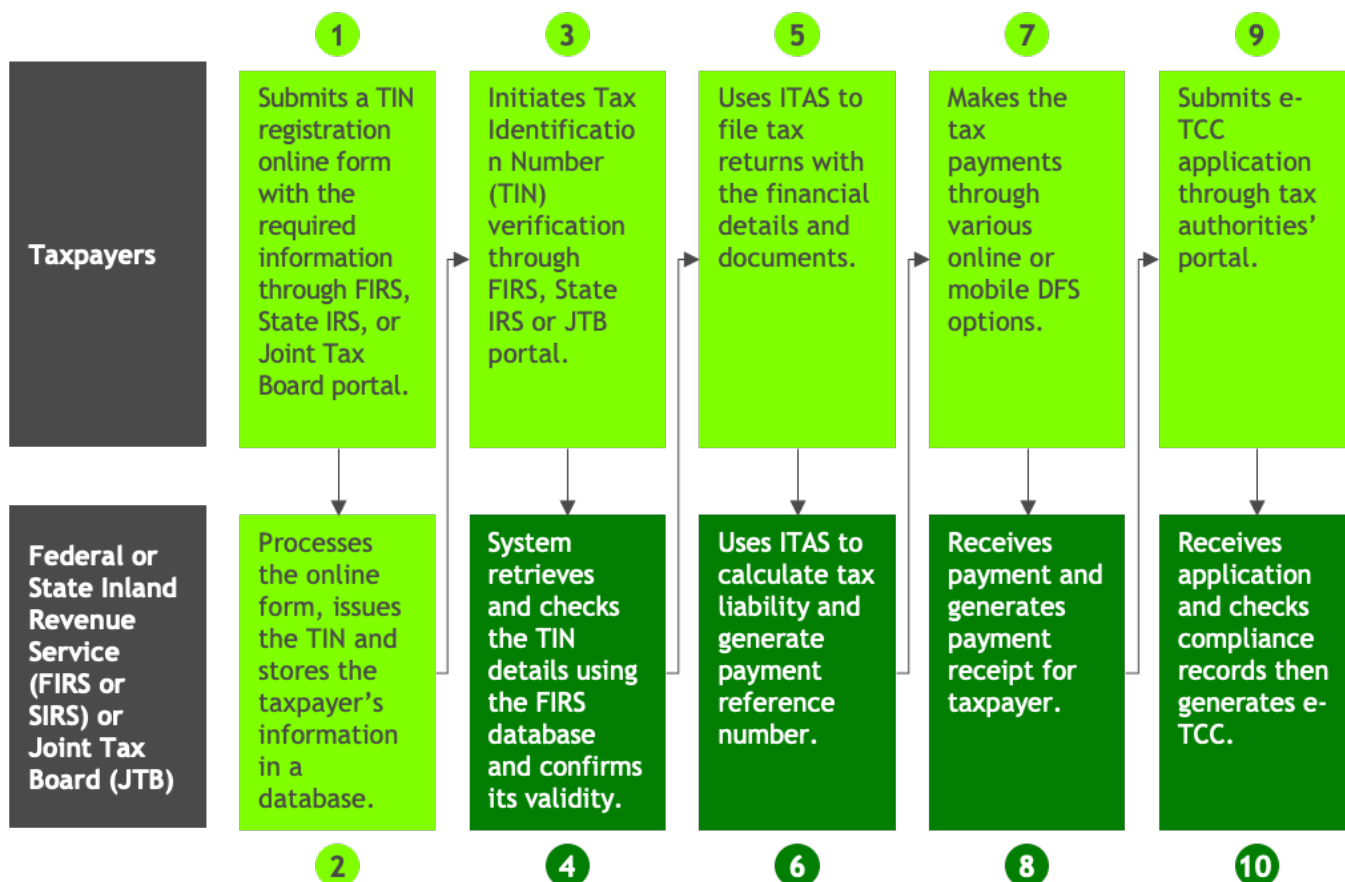 1
3
5
7
9
Taxpayers
Submits a TIN
registration
online form
with the
required
information
through FIRS,
State IRS, or
Joint Tax
Board portal.
Initiates Tax
Identificatio
n Number
(TIN)
verification
through
FIRS, State
IRS or JTB
portal.
Uses ITAS to
file tax
returns with
the financial
details and
documents.
Makes the
tax
payments
through
various
online or
mobile DFS
options.
Submits e-
TCC
application
through tax
authorities’
portal.
Federal or
State Inland
Revenue
Service
(FIRS or
SIRS) or
Joint Tax
Board (JTB)
Processes
the online
form, issues
the TIN and
stores the
taxpayer’s
information
in a
database.
System
retrieves
and checks
the TIN
details using
the FIRS
database
and confirms
its validity.
Uses ITAS to
calculate tax
liability and
generate
payment
reference
number.
Receives
payment and
generates
payment
receipt for
taxpayer.
Receives
application
and checks
compliance
records then
generates e-
TCC.
2
4
6
8
10